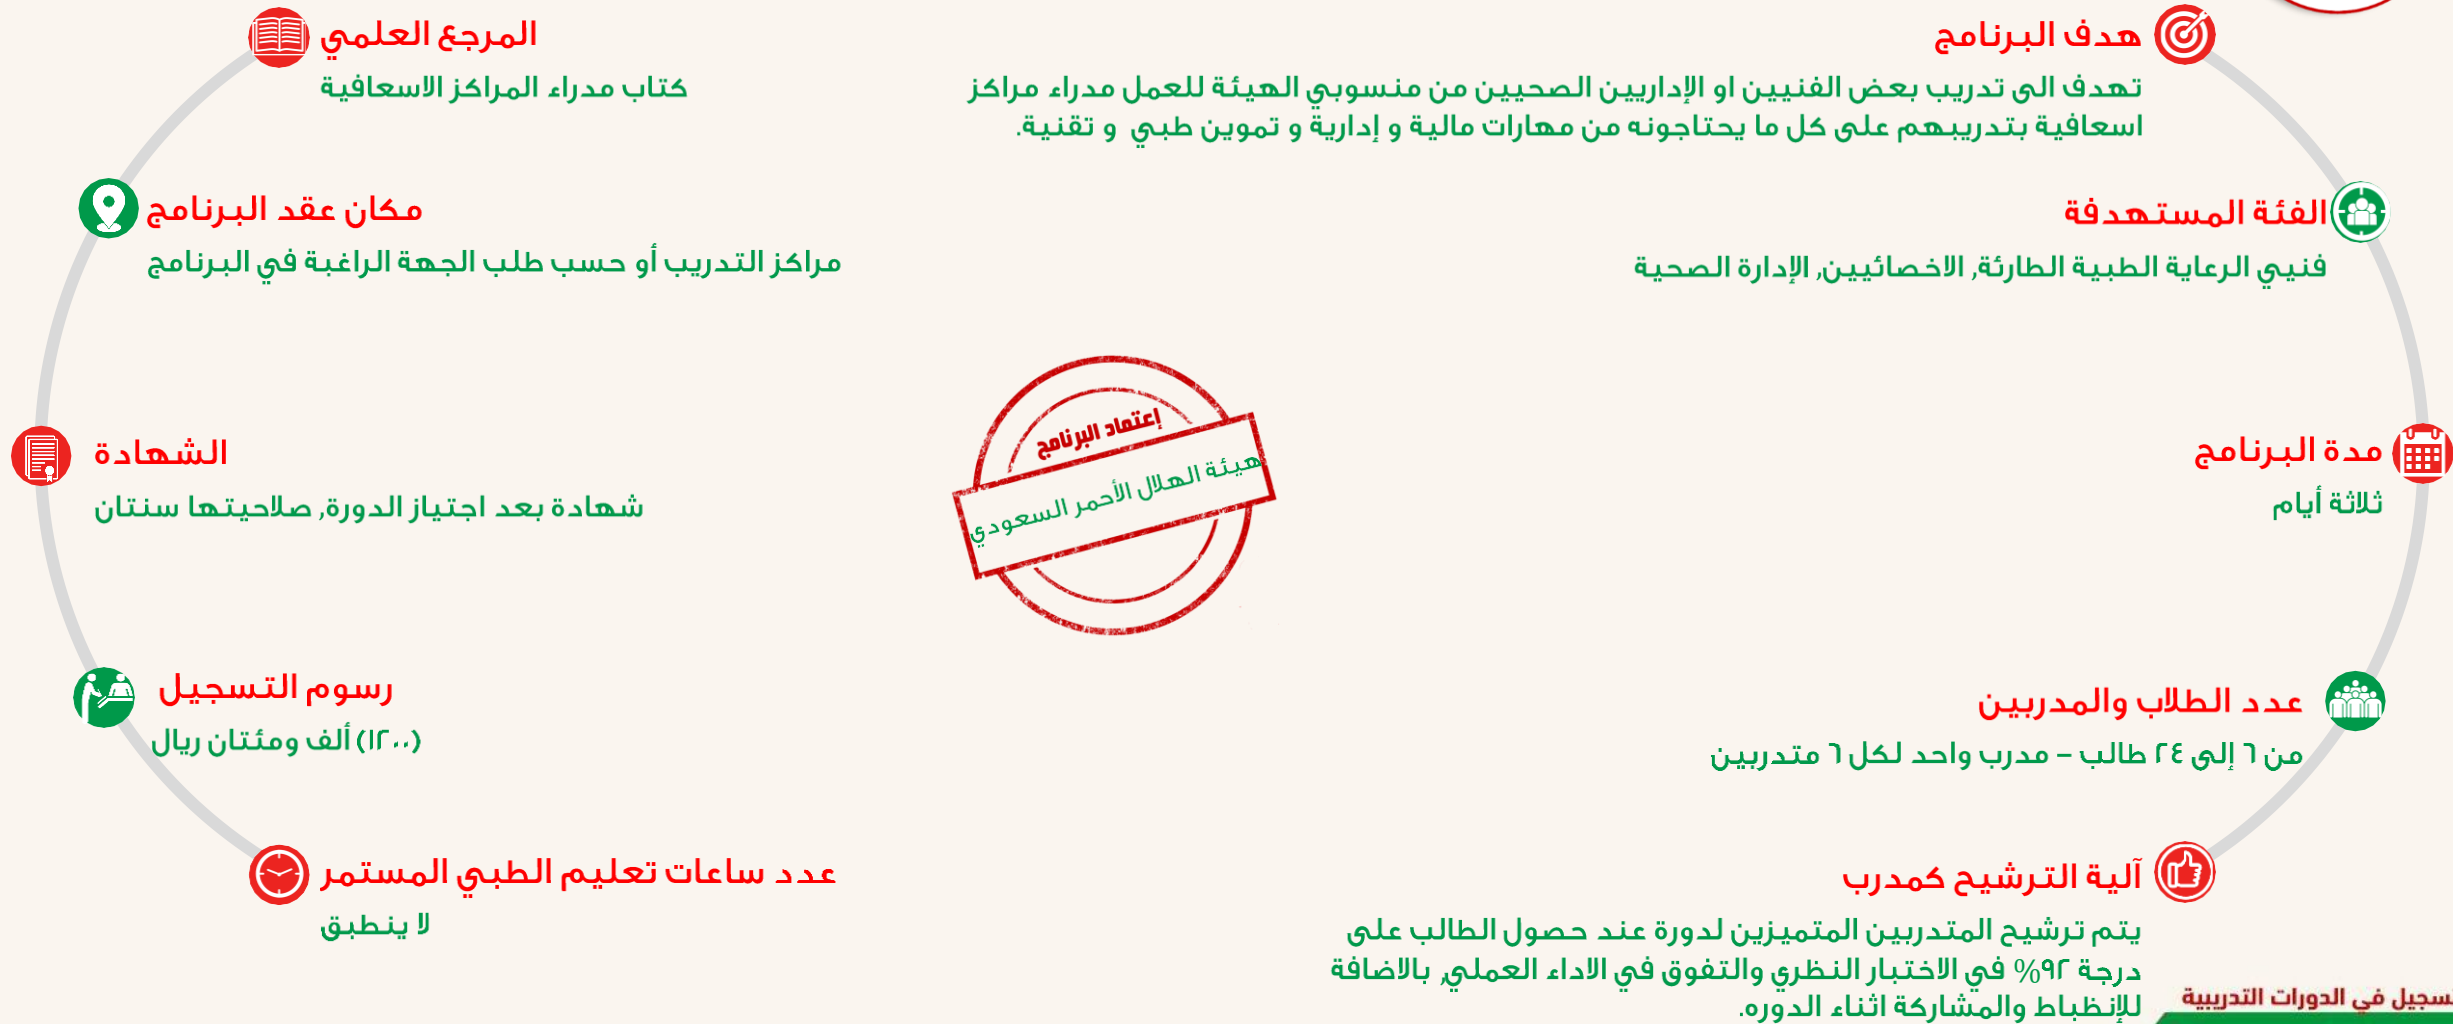 هدف البرنامج
تهدف الى تدريب بعض الفنيين او الإداريين الصحيين من منسوبي الهيئة للعمل مدراء مراكز
اسعافية بتدريبهم على كل ما يحتاجونه من مهارات مالية و إدارية و تموين طبي و تقنية.
الفئة المستهدفة
فنيي الرعاية الطبية الطارئة, الاخصائيين, الإدارة الصحية
مدة البرنامج
ثلاثة أيام
عدد الطلاب والمدربين
من ٦ إلى ٢٤ طالب – مدرب واحد لكل ٦ متدربين
آلية الترشيح كمدرب
يتم ترشيح المتدربين المتميزين لدورة عند حصول الطالب على
درجة ٩٢% في الاختبار النظري والتفوق في الاداء العملي, بالاضافة
للإنظباط والمشاركة اثناء الدوره.
المرجع العلمي
كتاب مدراء المراكز الاسعافية
مكان عقد البرنامج
مراكز التدريب أو حسب طلب الجهة الراغبة في البرنامج
الشهادة
شهادة بعد اجتياز الدورة, صلاحيتها سنتان
رسوم التسجيل
(١٢٠٠) ألف ومئتان ريال
عدد ساعات تعليم الطبي المستمر
لا ينطبق
إعتماد البرنامج
هيئة الهلال الأحمر السعودي
في الدورات التدريبية